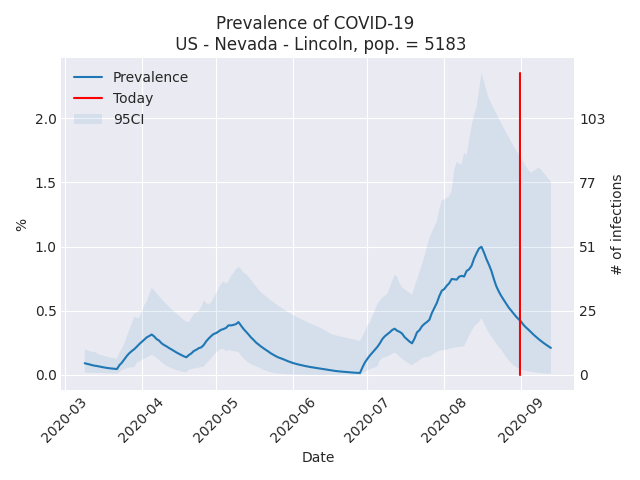 Prevalence of COVID-19
US - Nevada - Lincoln, pop. = 5183
Prevalence
Today
95CI
2.0
1.5
1.0
0.5
0.0
%
103
77
51
25
0
# of infections
2020-03
2020-04
2020-05
2020-06
2020-07
2020-08
2020-09
Date